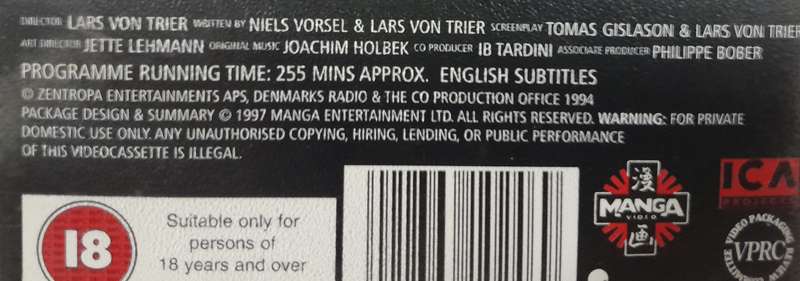 DIRECTOR LARS VON TRIER WRITTEN BY NIELS VORSEL & LARS VON TRIER SCREENPLAY TOMAS GISLASON & LARS VON TRIER
ART DIRECTOR JETTE LEHMANN ORIGINAL MUSIC JOACHIM HOLBEK CO PRODUCER IB TARDINI ASSOCIATE PRODUCER PHILIPPE BOBER
PROGRAMME RUNNING TIME: 255 MINS APPROX. ENGLISH SUBTITLES
© ZENTROPA ENTERTAINMENTS APS, DENMARKS RADIO & THE CO PRODUCTION OFFICE 1994
PACKAGE DESIGN & SUMMARY © 1997 MANGA ENTERTAINMENT LTD. ALL RIGHTS RESERVED. WARNING: FOR PRIVATE
DOMESTIC USE ONLY. ANY UNAUTHORISED COPYING, HIRING, LENDING, OR PUBLIC PERFORMANCE
OF THIS VIDEOCASSETTE IS ILLEGAL.
18
Suitable only for
persons of
18 years and over
漫
MANGA
VIDEO
画
ICA
PROJECTS
VIDEO PACKAGING
REVIEW COMMITTEE
VPRC